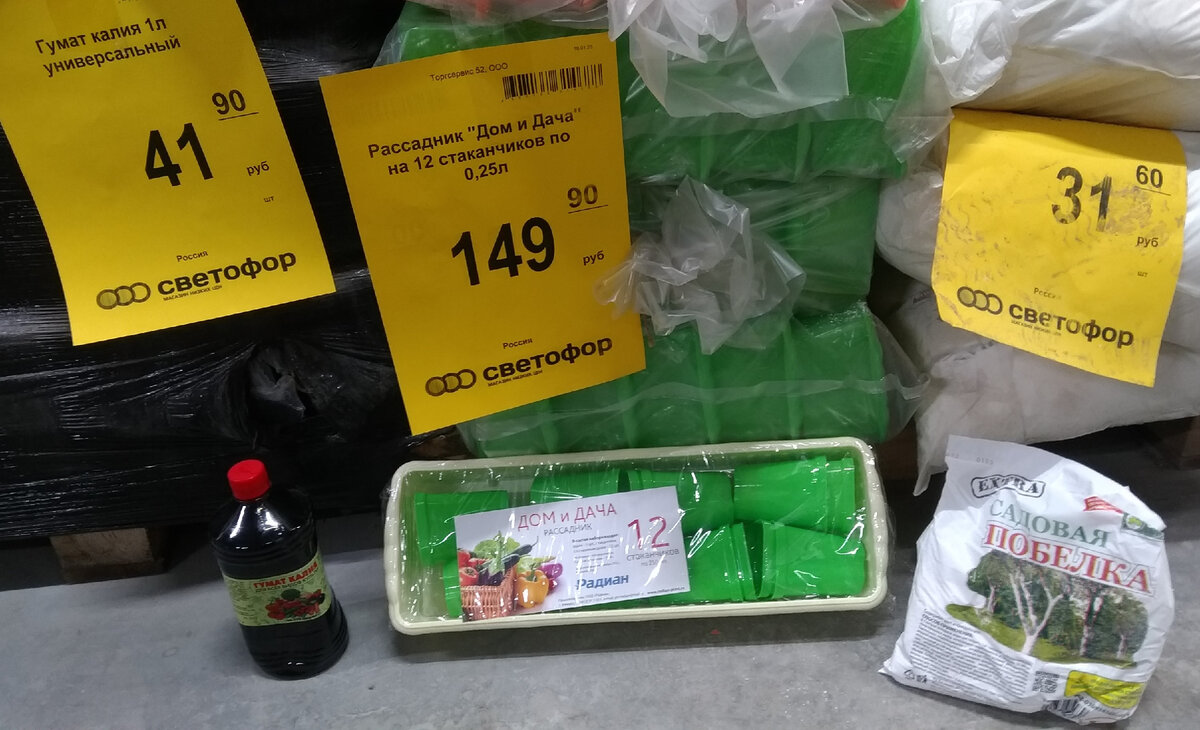 Гумат калия 1л
универсальный
41 90
руб
шт
Россия
светофор
МАГАЗИН НИЗКИХ ЦЕН
Торгсервис 52, ООО
Рассадник "Дом и Дача"
на 12 стаканчиков по
0,25л
149 90
руб
Россия
светофор
МАГАЗИН НИЗКИХ ЦЕН
31 60
руб
шт
Россия
светофор
МАГАЗИН НИЗКИХ ЦЕН
ГУМАТ КАЛИЯ
ДОМ и ДАЧА
РАССАДНИК
12
СТАКАНЧИКОВ
Радиан
EXTRA
САДОВАЯ
ПОБЕЛКА